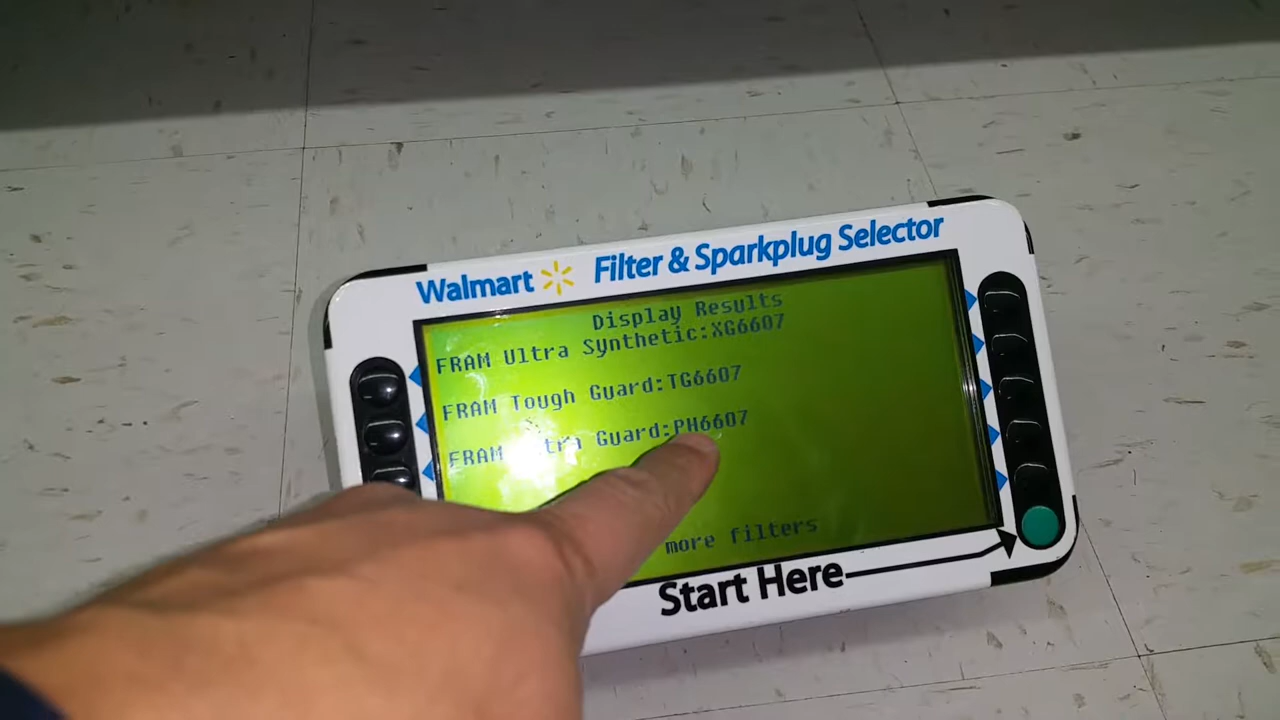 Walmart Filter & Sparkplug Selector
Display Results
FRAM Ultra Synthetic:XG6607
FRAM Tough Guard:TG6607
FRAM Guard:PH6607
more filters
Start Here